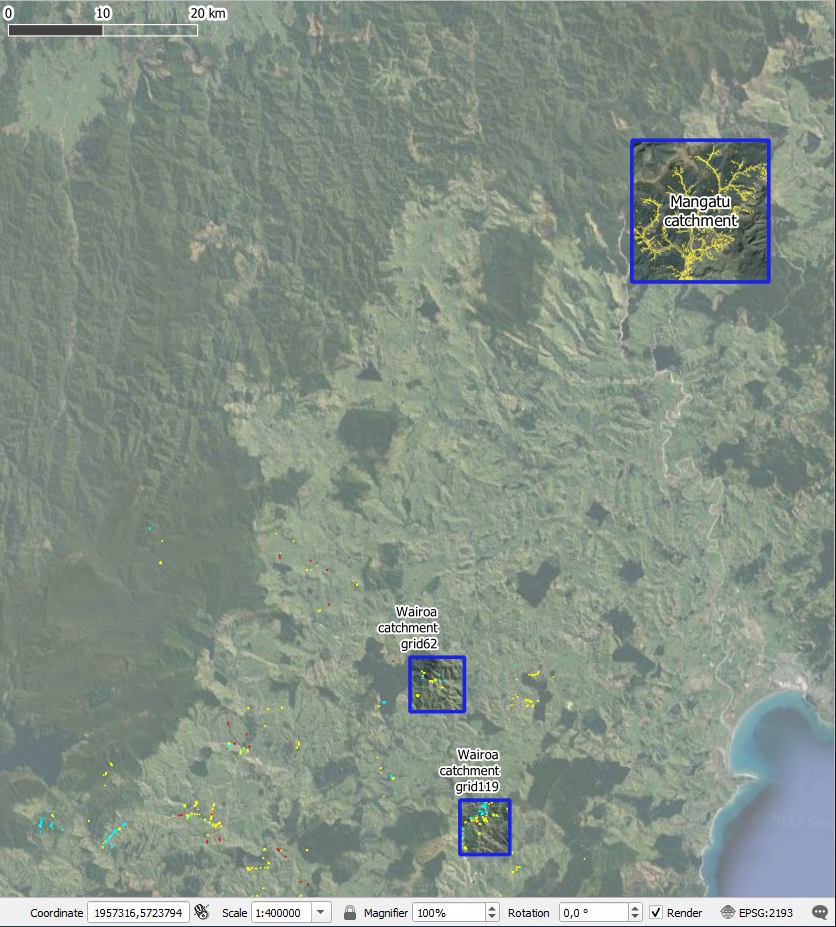 0 10 20 km
Mangatu
catchment
Wairoa
catchment
grid62
Wairoa
catchment
grid119
Coordinate 1957316,5723794 Scale 1:400000 Magnifier 100% Rotation 0,0 ° Render EPSG:2193